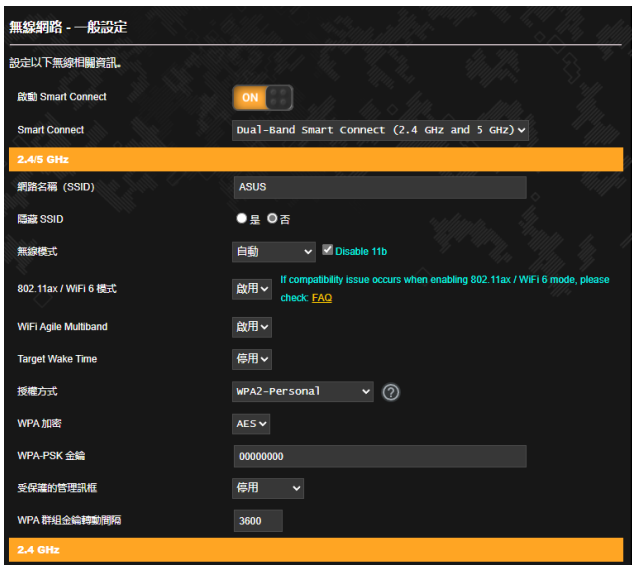 無線網路 - 一般設定
設定以下無線相關資訊。
啟動 Smart Connect
ON
Smart Connect
Dual-Band Smart Connect (2.4 GHz and 5 GHz)
2.4/5 GHz
網路名稱 (SSID)
ASUS
隱藏 SSID
是 否
無線模式
自動
Disable 11b
802.11ax / WiFi 6 模式
啟用
If compatibility issue occurs when enabling 802.11ax / WiFi 6 mode, please
check: FAQ
WiFi Agile Multiband
啟用
Target Wake Time
停用
授權方式
WPA2-Personal
?
WPA 加密
AES
WPA-PSK 金鑰
00000000
受保護的管理訊框
停用
WPA 群組金鑰轉動間隔
3600
2.4 GHz